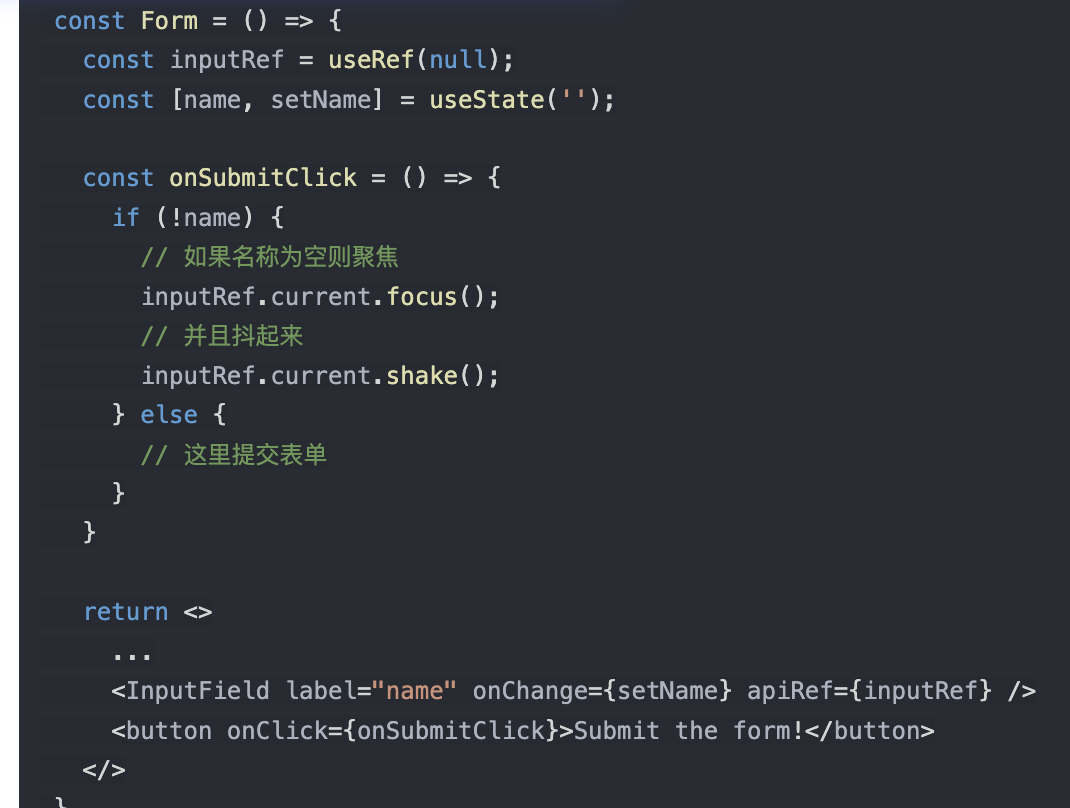 const Form = () => {
  const inputRef = useRef(null);
  const [name, setName] = useState('');

  const onSubmitClick = () => {
    if (!name) {
      // 如果名称为空则聚焦
      inputRef.current.focus();
      // 并且抖起来
      inputRef.current.shake();
    } else {
      // 这里提交表单
    }
  }

  return <>
    ...
    <InputField label="name" onChange={setName} apiRef={inputRef} />
    <button onClick={onSubmitClick}>Submit the form!</button>
  </>
}